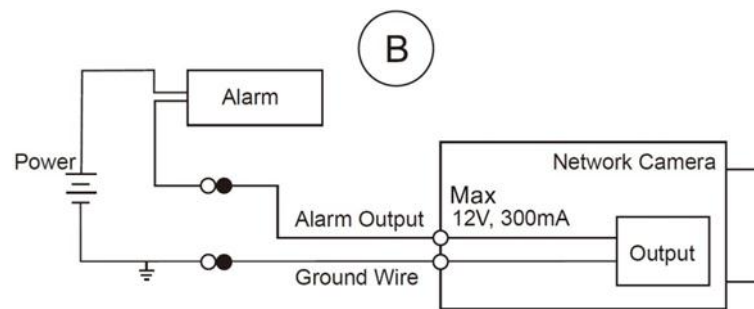 B
Alarm
Power
Network Camera
Max
12V, 300mA
Alarm Output
Output
Ground Wire